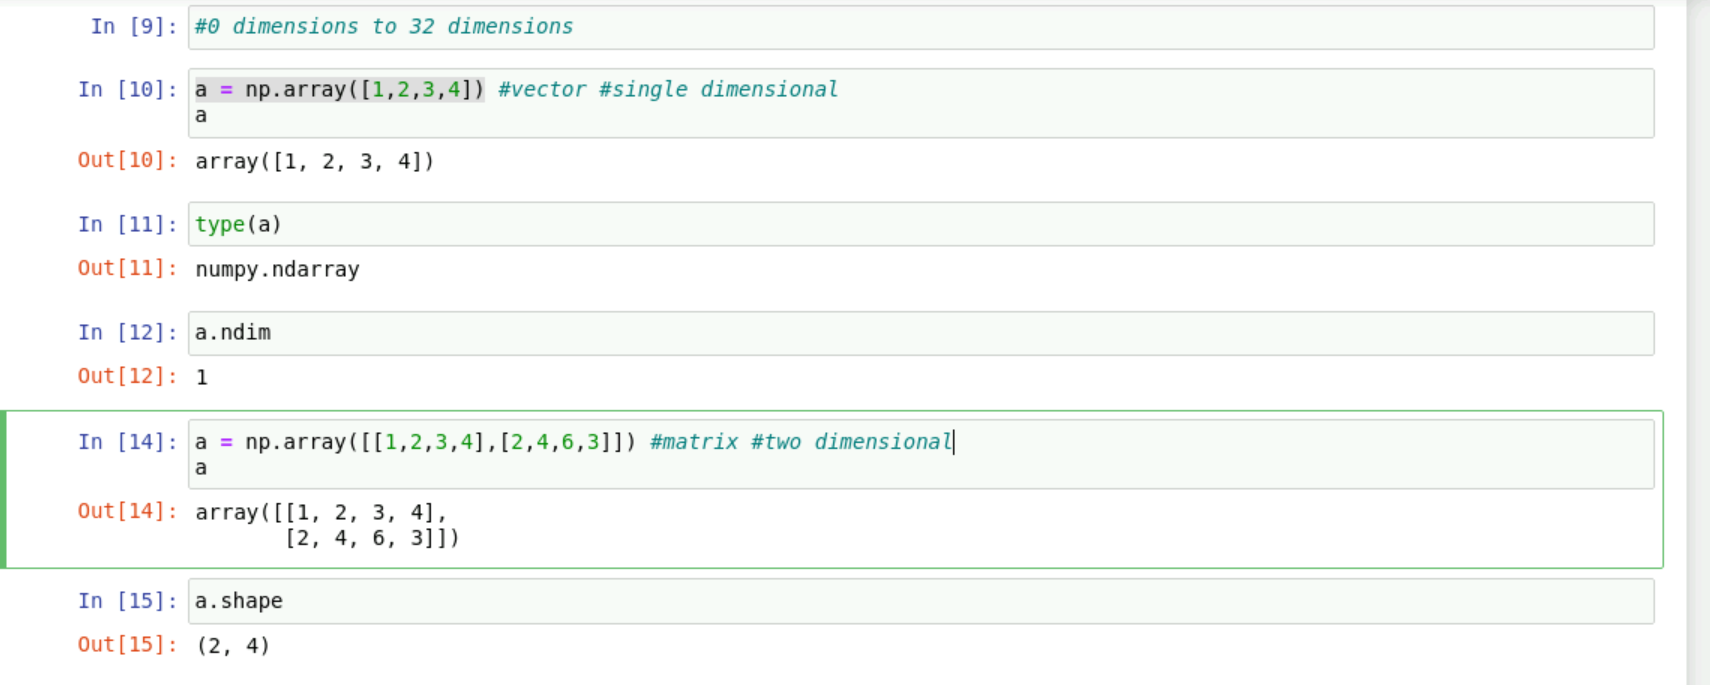 In [9]: #0 dimensions to 32 dimensions
In [10]: a = np.array([1,2,3,4]) #vector #single dimensional
a
Out[10]: array([1, 2, 3, 4])
In [11]: type(a)
Out[11]: numpy.ndarray
In [12]: a.ndim
Out[12]: 1
In [14]: a = np.array([[1,2,3,4],[2,4,6,3]]) #matrix #two dimensional
a
Out[14]: array([[1, 2, 3, 4],
[2, 4, 6, 3]])
In [15]: a.shape
Out[15]: (2, 4)